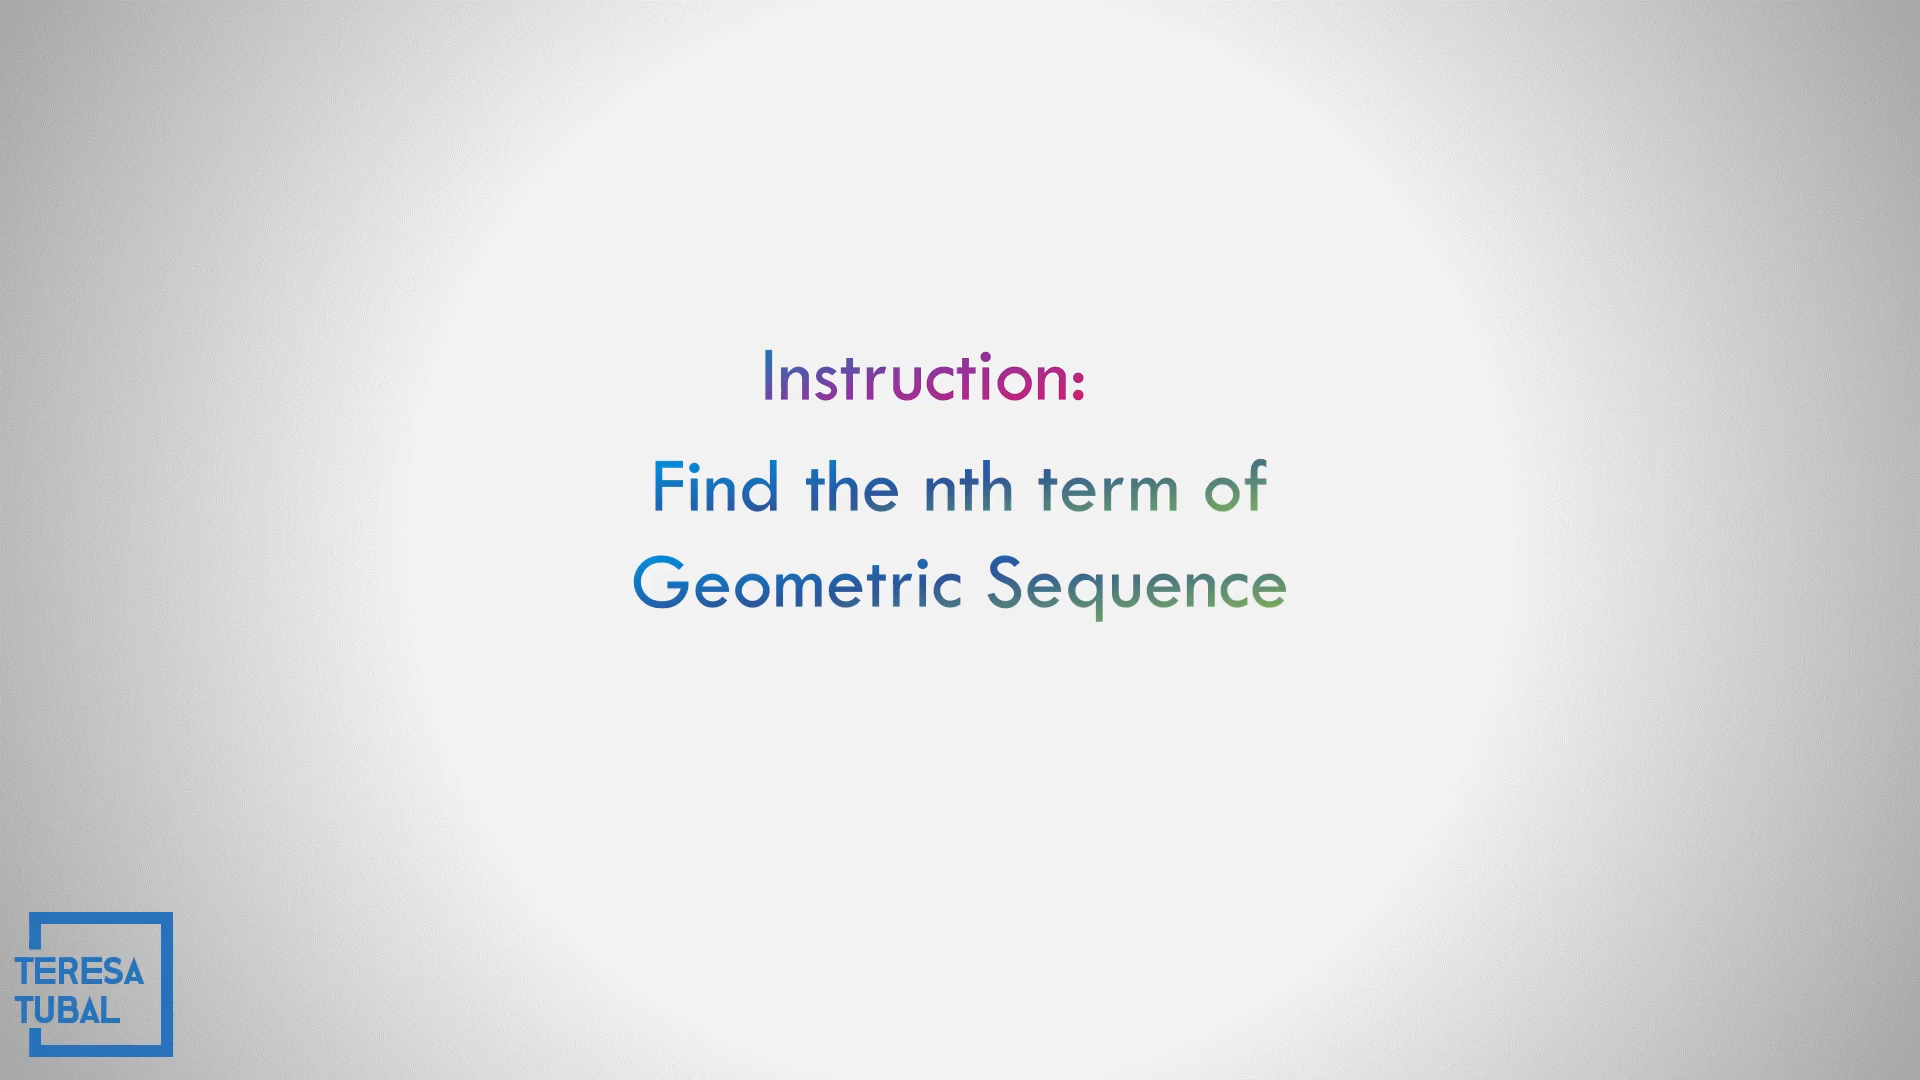 Instruction:
Find the nth term of
Geometric Sequence
TERESA
TUBAL